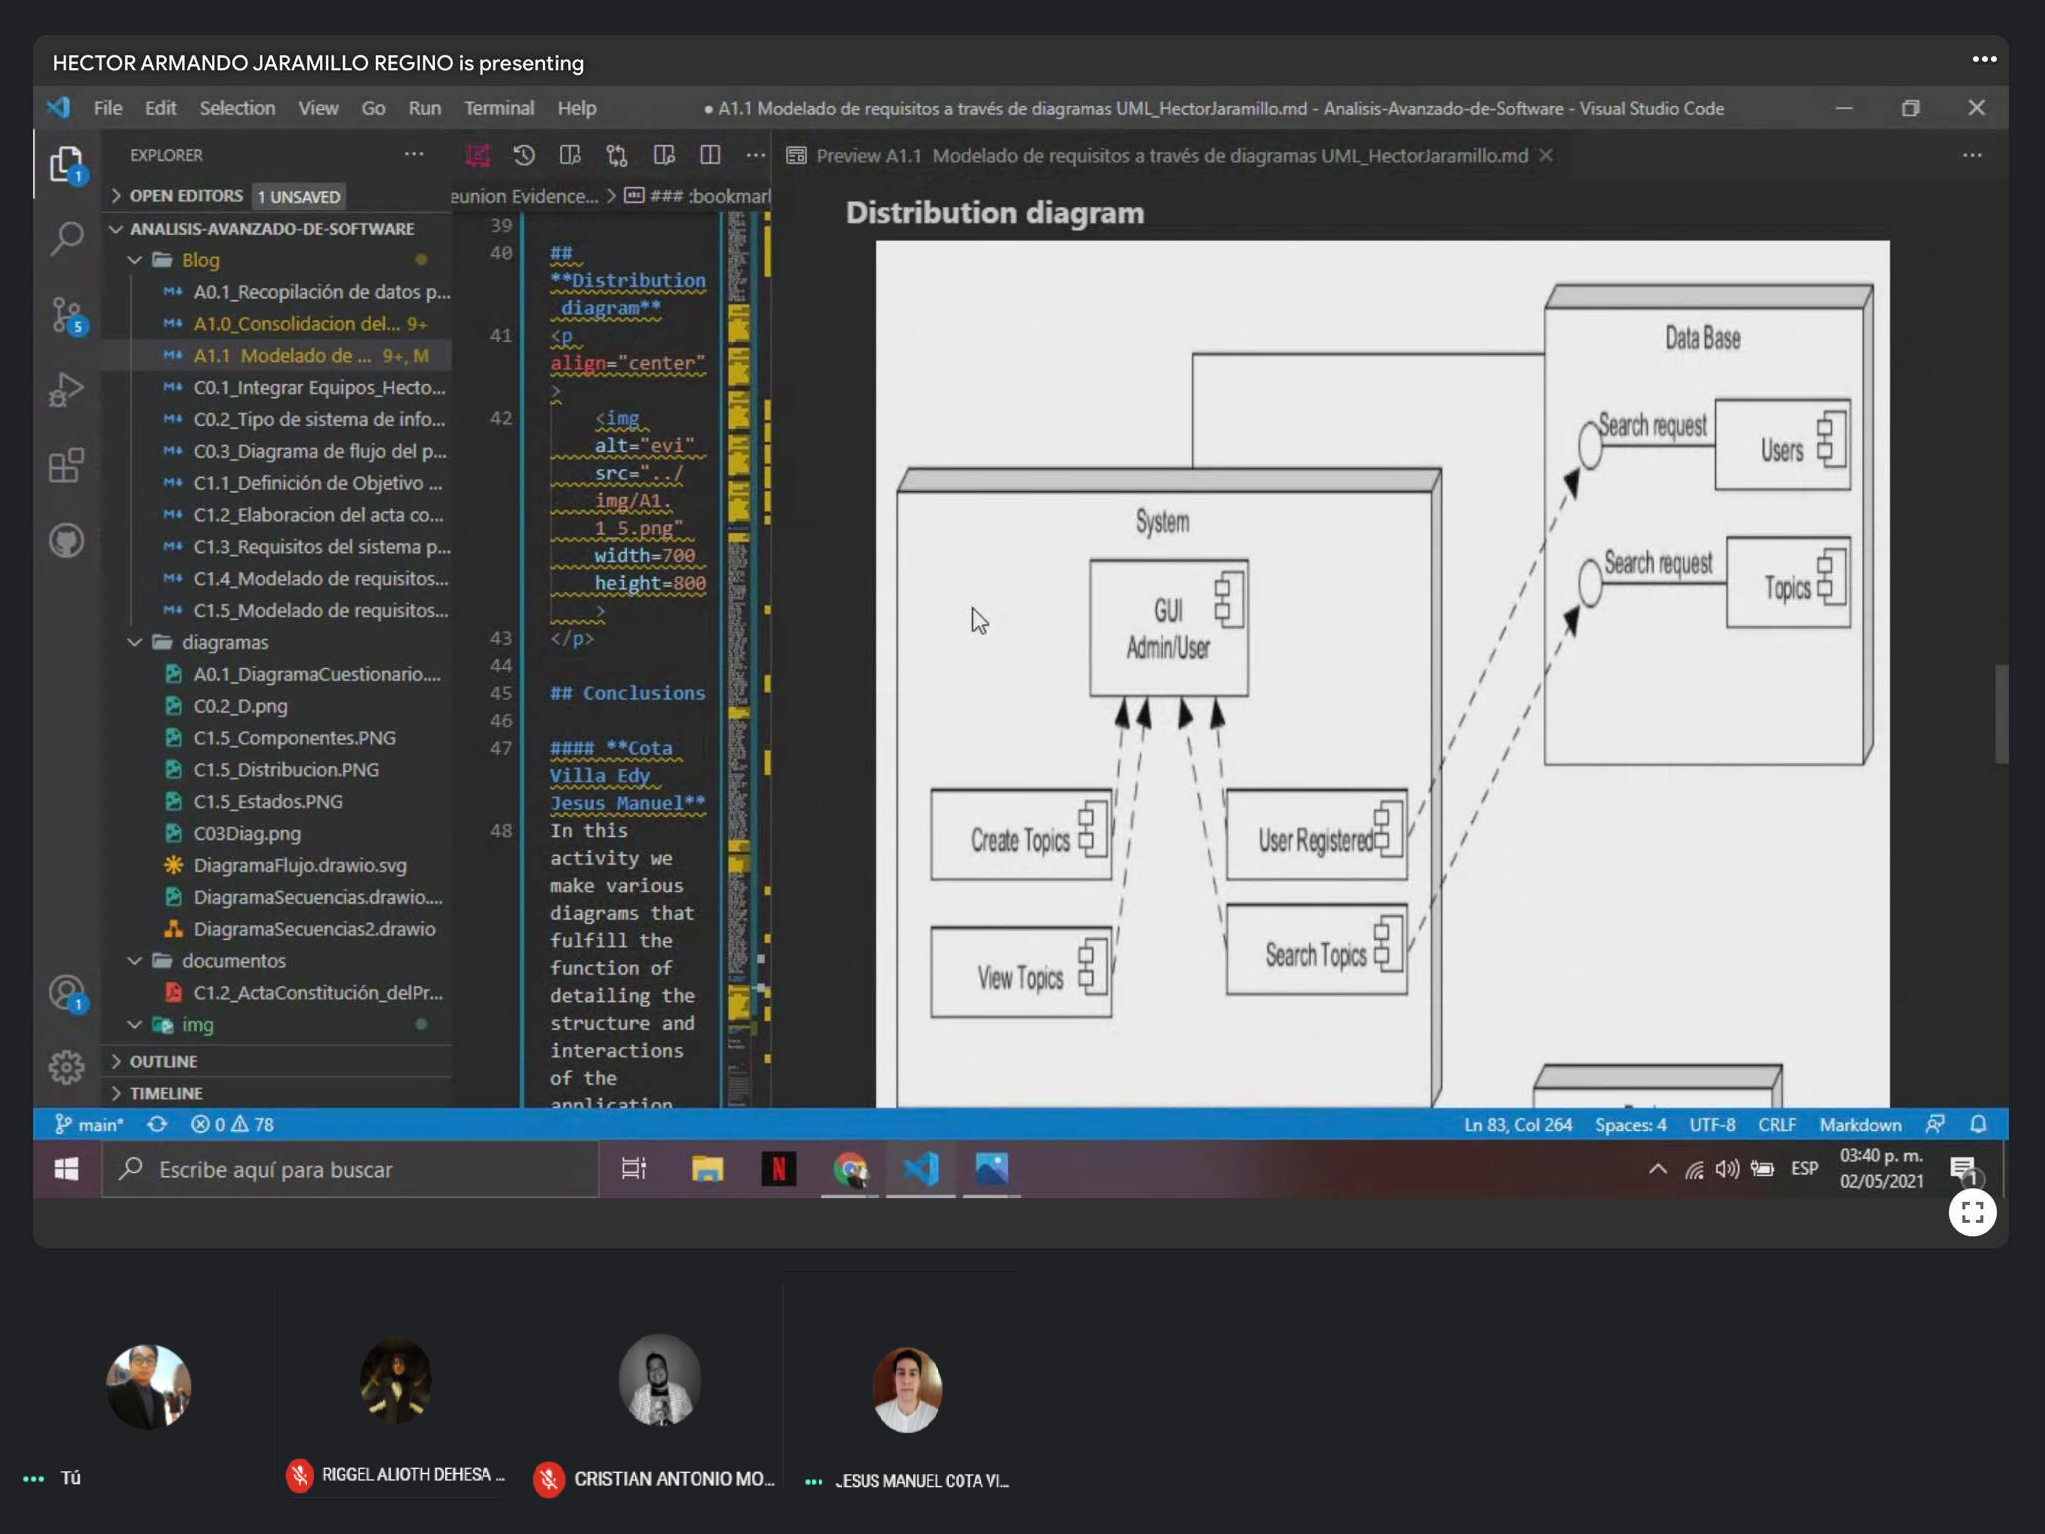 HECTOR ARMANDO JARAMILLO REGINO is presenting
File Edit Selection View Go Run Terminal Help
● A1.1 Modelado de requisitos a través de diagramas UML_HectorJaramillo.md - Analisis-Avanzado-de-Software - Visual Studio Code
EXPLORER
OPEN EDITORS 1 UNSAVED
ANALISIS-AVANZADO-DE-SOFTWARE
Blog
A0.1_Recopilación de datos p...
A1.0_Consolidacion del... 9+
A1.1 Modelado de ... 9+, M
C0.1_Integrar Equipos_Hecto...
C0.2_Tipo de sistema de info...
C0.3_Diagrama de flujo del p...
C1.1_Definición de Objetivo ...
C1.2_Elaboracion del acta co...
C1.3_Requisitos del sistema p...
C1.4_Modelado de requisitos...
C1.5_Modelado de requisitos...
diagramas
A0.1_DiagramaCuestionario....
C0.2_D.png
C1.5_Componentes.PNG
C1.5_Distribucion.PNG
C1.5_Estados.PNG
C03Diag.png
DiagramaFlujo.drawio.svg
DiagramaSecuencias.drawio....
DiagramaSecuencias2.drawio
documentos
C1.2_ActaConstitución_delPr...
img
OUTLINE
TIMELINE
1
5
1
eunion Evidence... > ### :bookmar
39
40 ##
**Distribution
diagram**
41 <p
align="center"
>
42 <img
alt="evi"
src="../
img/A1.
1_5.png"
width=700
height=800
>
43 </p>
44
45 ## Conclusions
46
47 #### **Cota
Villa Edy
Jesus Manuel**
48 In this
activity we
make various
diagrams that
fulfill the
function of
detailing the
structure and
interactions
of the
application
Preview A1.1 Modelado de requisitos a través de diagramas UML_HectorJaramillo.md
Distribution diagram
Data Base
Search request
Users
Search request
Topics
System
GUI
Admin/User
Create Topics
User Registered
View Topics
Search Topics
main* 0 78
Ln 83, Col 264 Spaces: 4 UTF-8 CRLF Markdown
Escribe aquí para buscar
N
ESP
03:40 p. m.
02/05/2021
1
Tú
RIGGEL ALIOTH DEHESA ...
CRISTIAN ANTONIO MO...
JESUS MANUEL COTA VI...